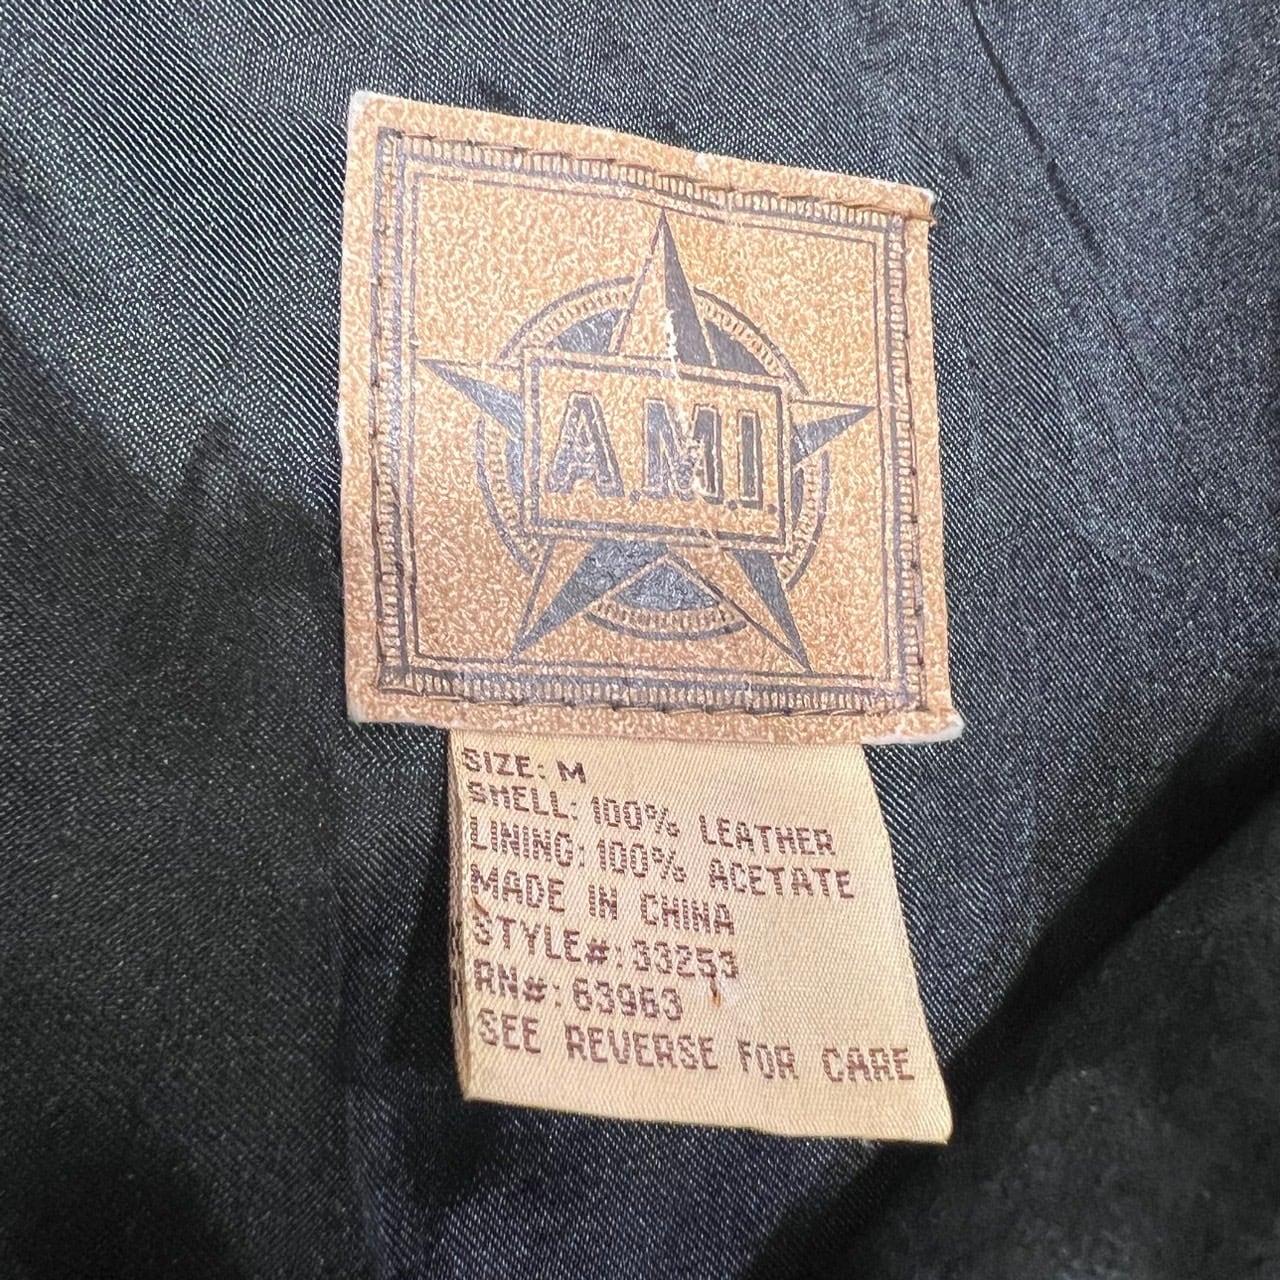 A.M.I.
SIZE: M
SHELL: 100% LEATHER
LINING: 100% ACETATE
MADE IN CHINA
STYLE#: 33253
RN#: 63963
SEE REVERSE FOR CARE